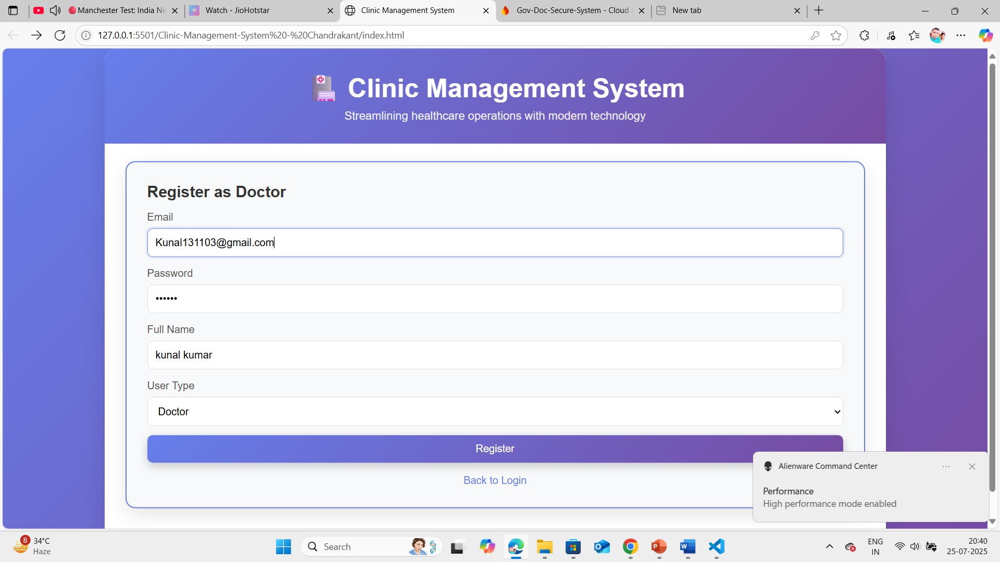 Manchester Test: India Ne
Watch - JioHotstar
Clinic Management System
Gov-Doc-Secure-System - Cloud
New tab
127.0.0.1:5501/Clinic-Management-System%20-%20Chandrakant/index.html
Clinic Management System
Streamlining healthcare operations with modern technology
Register as Doctor
Email
Kunal131103@gmail.com
Password
••••••
Full Name
kunal kumar
User Type
Doctor
Register
Back to Login
Alienware Command Center
Performance
High performance mode enabled
8
34°C
Haze
Search
ENG
IN
20:40
25-07-2025